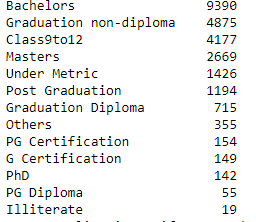 Bachelors 9390
Graduation non-diploma 4875
Class9to12 4177
Masters 2669
Under Metric 1426
Post Graduation 1194
Graduation Diploma 715
Others 355
PG Certification 154
G Certification 149
PhD 142
PG Diploma 55
Illiterate 19